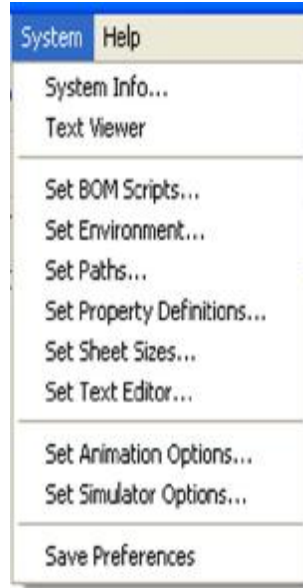 System Help
System Info...
Text Viewer
Set BOM Scripts...
Set Environment...
Set Paths...
Set Property Definitions...
Set Sheet Sizes...
Set Text Editor...
Set Animation Options...
Set Simulator Options...
Save Preferences